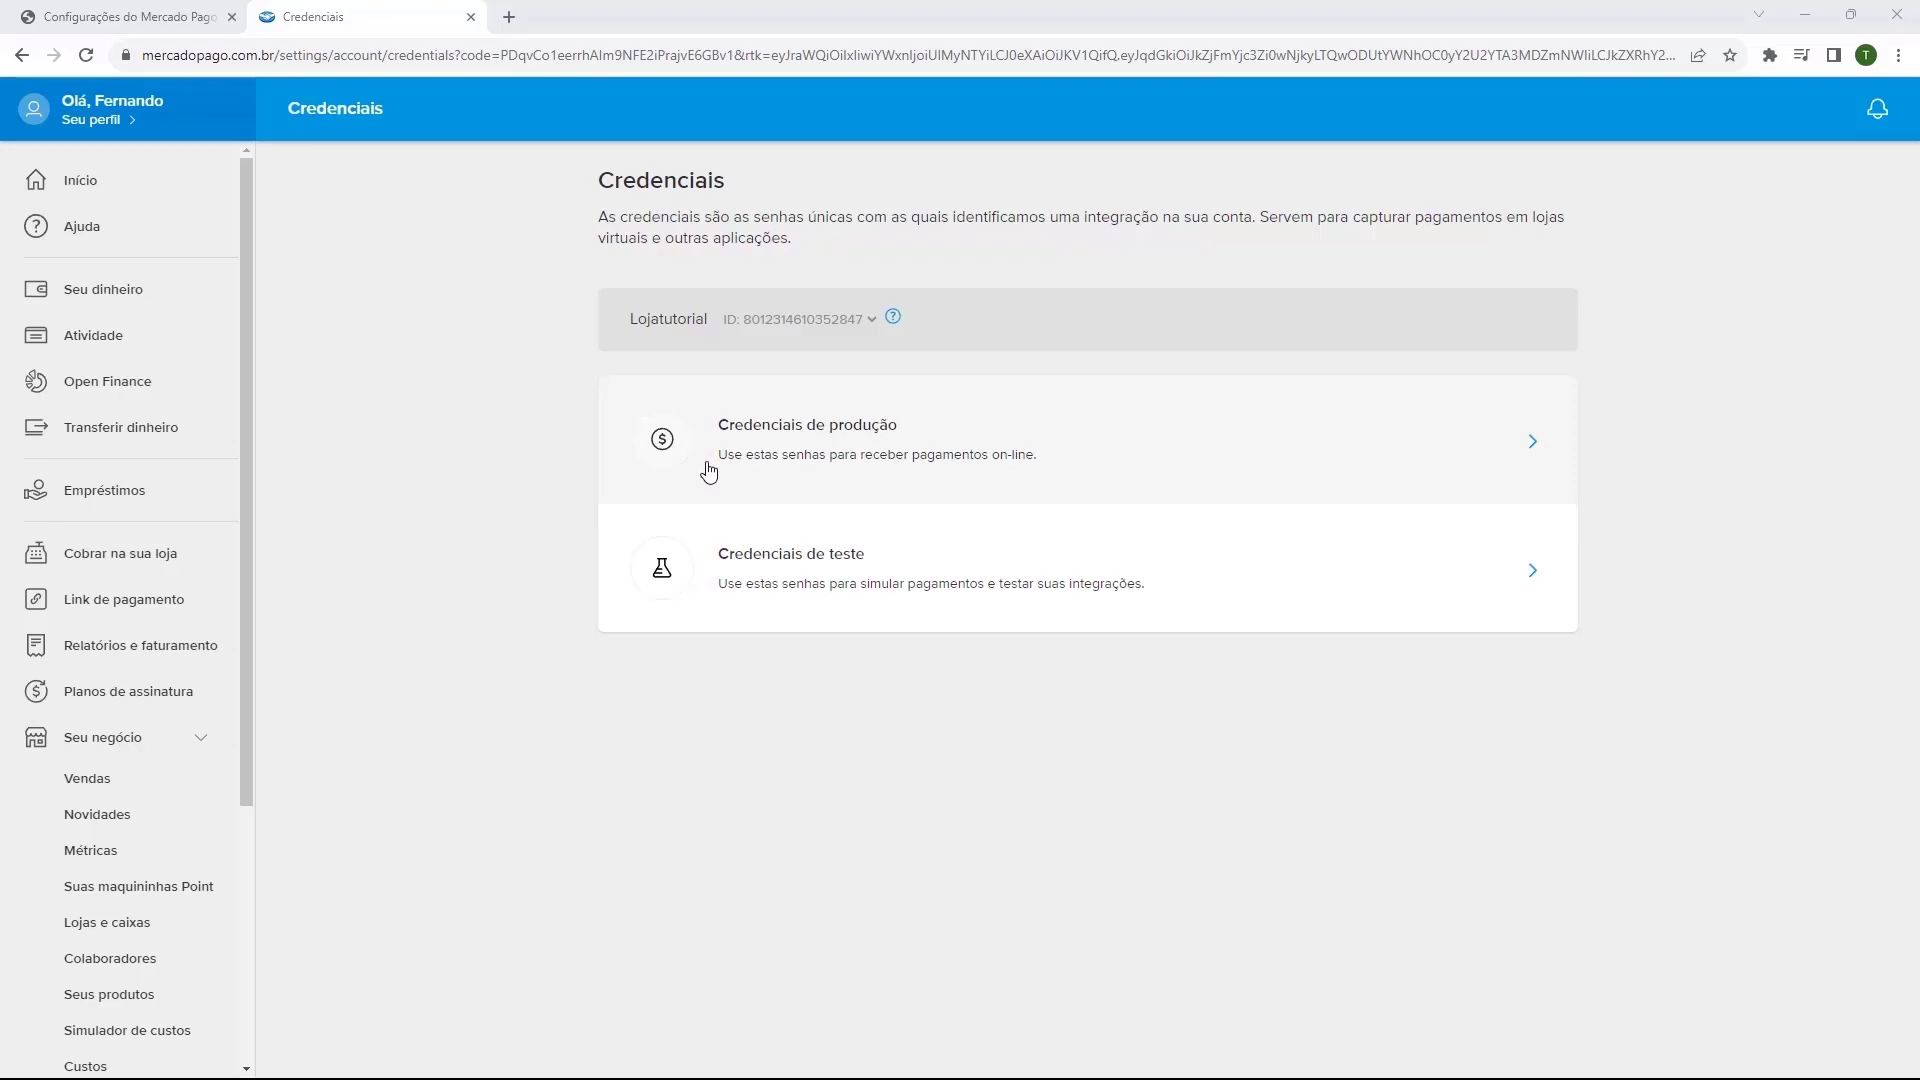 Configurações do Mercado Pago
Credenciais
mercadopago.com.br/settings/account/credentials?code=PDqvCo1eerrhAIm9NFE2iPrajvE6GBv1&rtk=eyJraWQiOiIxIiwiYWxnIjoiUlMyNTYiLCJ0eXAiOiJKV1QifQ.eyJqdGkiOiJkZjFmYjc3Zi0wNjkyLTQwODUtYWNhOC0yY2U2YTA3MDZmNWIiLCJkZXRhY2...
T
Olá, Fernando
Seu perfil
Credenciais
Início
Ajuda
Seu dinheiro
Atividade
Open Finance
Transferir dinheiro
Empréstimos
Cobrar na sua loja
Link de pagamento
Relatórios e faturamento
Planos de assinatura
Seu negócio
Vendas
Novidades
Métricas
Suas maquininhas Point
Lojas e caixas
Colaboradores
Seus produtos
Simulador de custos
Custos
Credenciais
As credenciais são as senhas únicas com as quais identificamos uma integração na sua conta. Servem para capturar pagamentos em lojas
virtuais e outras aplicações.
Lojatutorial ID: 8012314610352847
Credenciais de produção
Use estas senhas para receber pagamentos on-line.
Credenciais de teste
Use estas senhas para simular pagamentos e testar suas integrações.